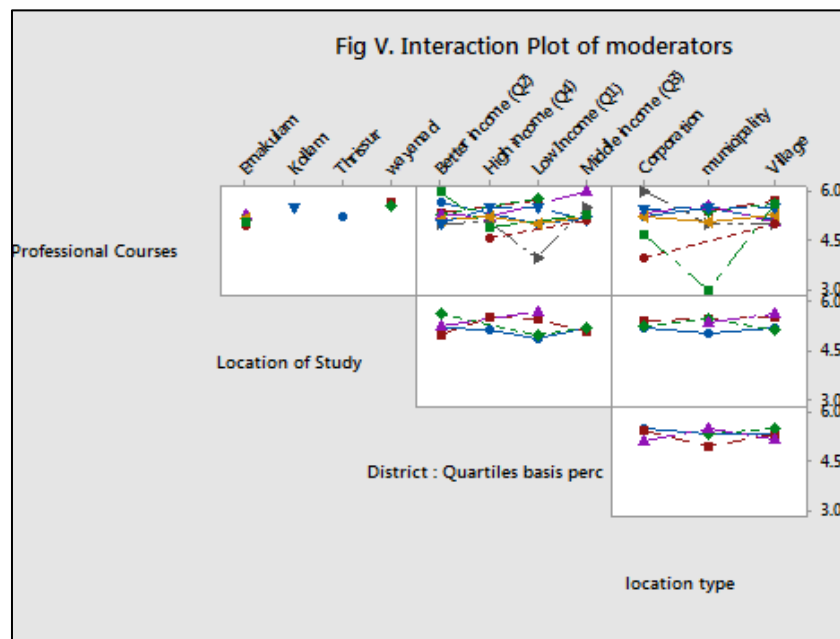 Fig V. Interaction Plot of moderators
Ernakulam
Kollam
Thrissur
wayanad
Better Income (Q2)
High Income (Q4)
Low Income (Q1)
Middle Income (Q3)
Corporation
municipality
Village
6.0
Professional Courses
4.5
3.0
6.0
Location of Study
4.5
3.0
6.0
District : Quartiles basis perc
4.5
3.0
location type